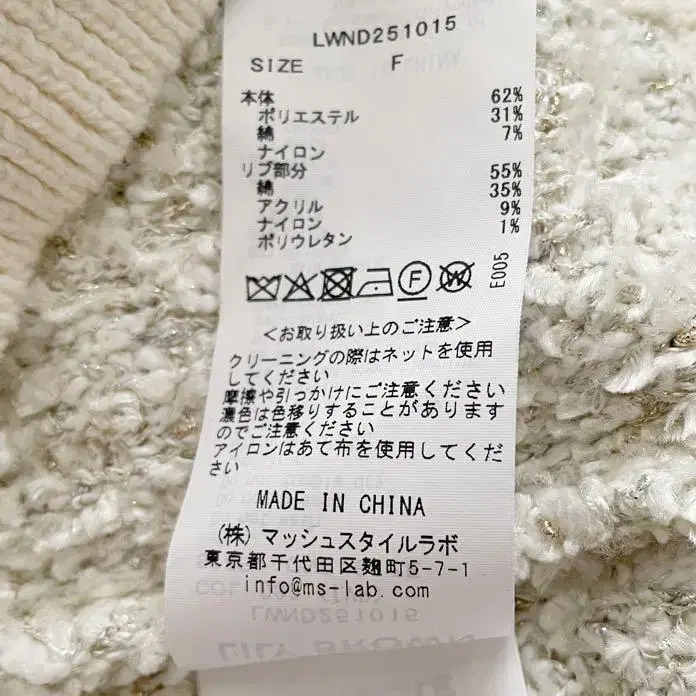 LWND251015
SIZE F
本体
ポリエステル 62%
綿 31%
ナイロン 7%
リブ部分
綿 55%
アクリル 35%
ナイロン 9%
ポリウレタン 1%
F
W
E005
<お取り扱い上のご注意>
クリーニングの際はネットを使用
してください
摩擦や引っかけにご注意ください
濃色は色移りすることがあります
のでご注意ください
アイロンはあて布を使用してくだ
さい
MADE IN CHINA
(株) マッシュスタイルラボ
東京都千代田区麹町5-7-1
info@ms-lab.com
LWND251015
LILY BROWN